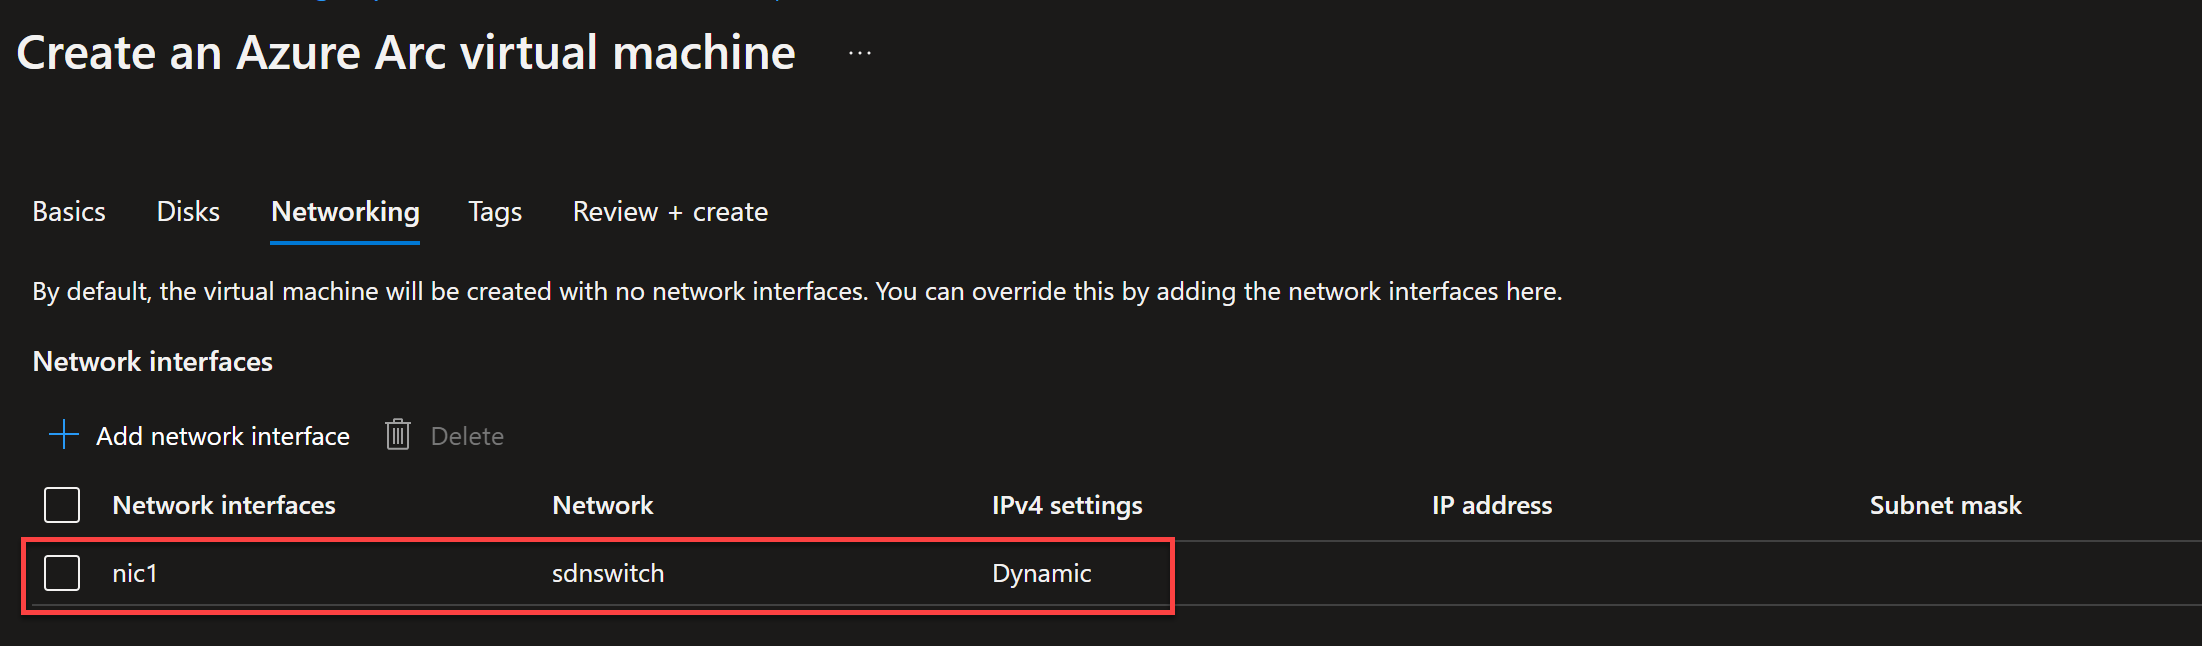 Create an Azure Arc virtual machine ...
Basics Disks Networking Tags Review + create
By default, the virtual machine will be created with no network interfaces. You can override this by adding the network interfaces here.
Network interfaces
Add network interface Delete
Network interfaces Network IPv4 settings IP address Subnet mask
nic1 sdnswitch Dynamic